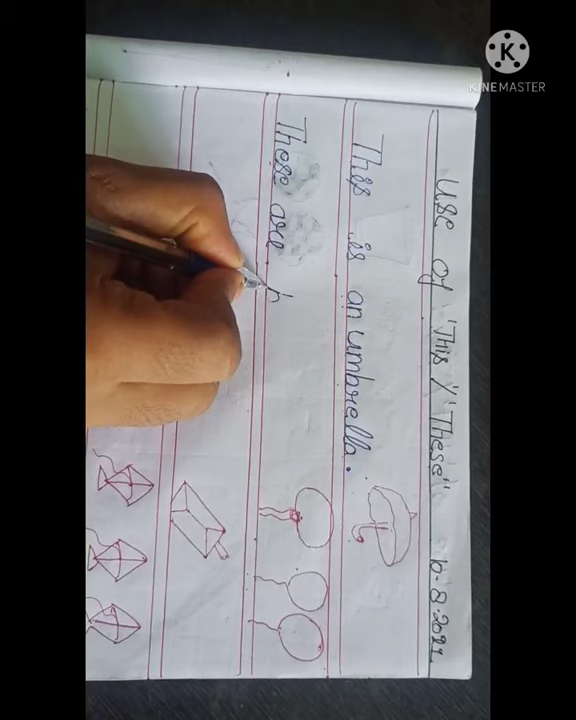 Use of "This"/"These" 10.8.2021
This is an umbrella.
These are
KINEMASTER